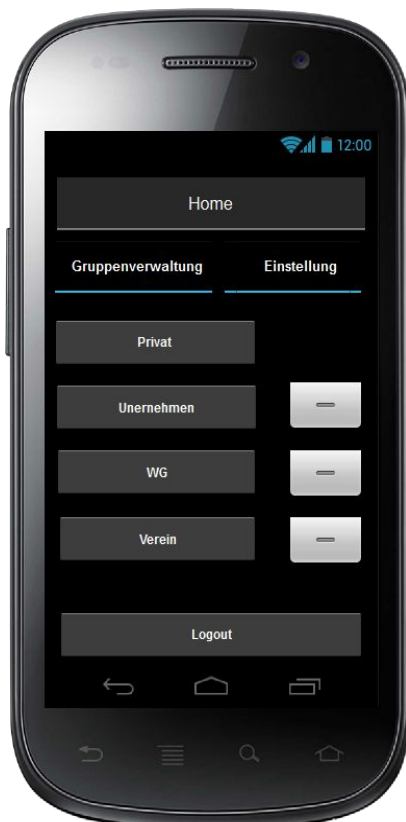 12:00
Home
Gruppenverwaltung Einstellung
Privat
Unernehmen
WG
Verein
Logout